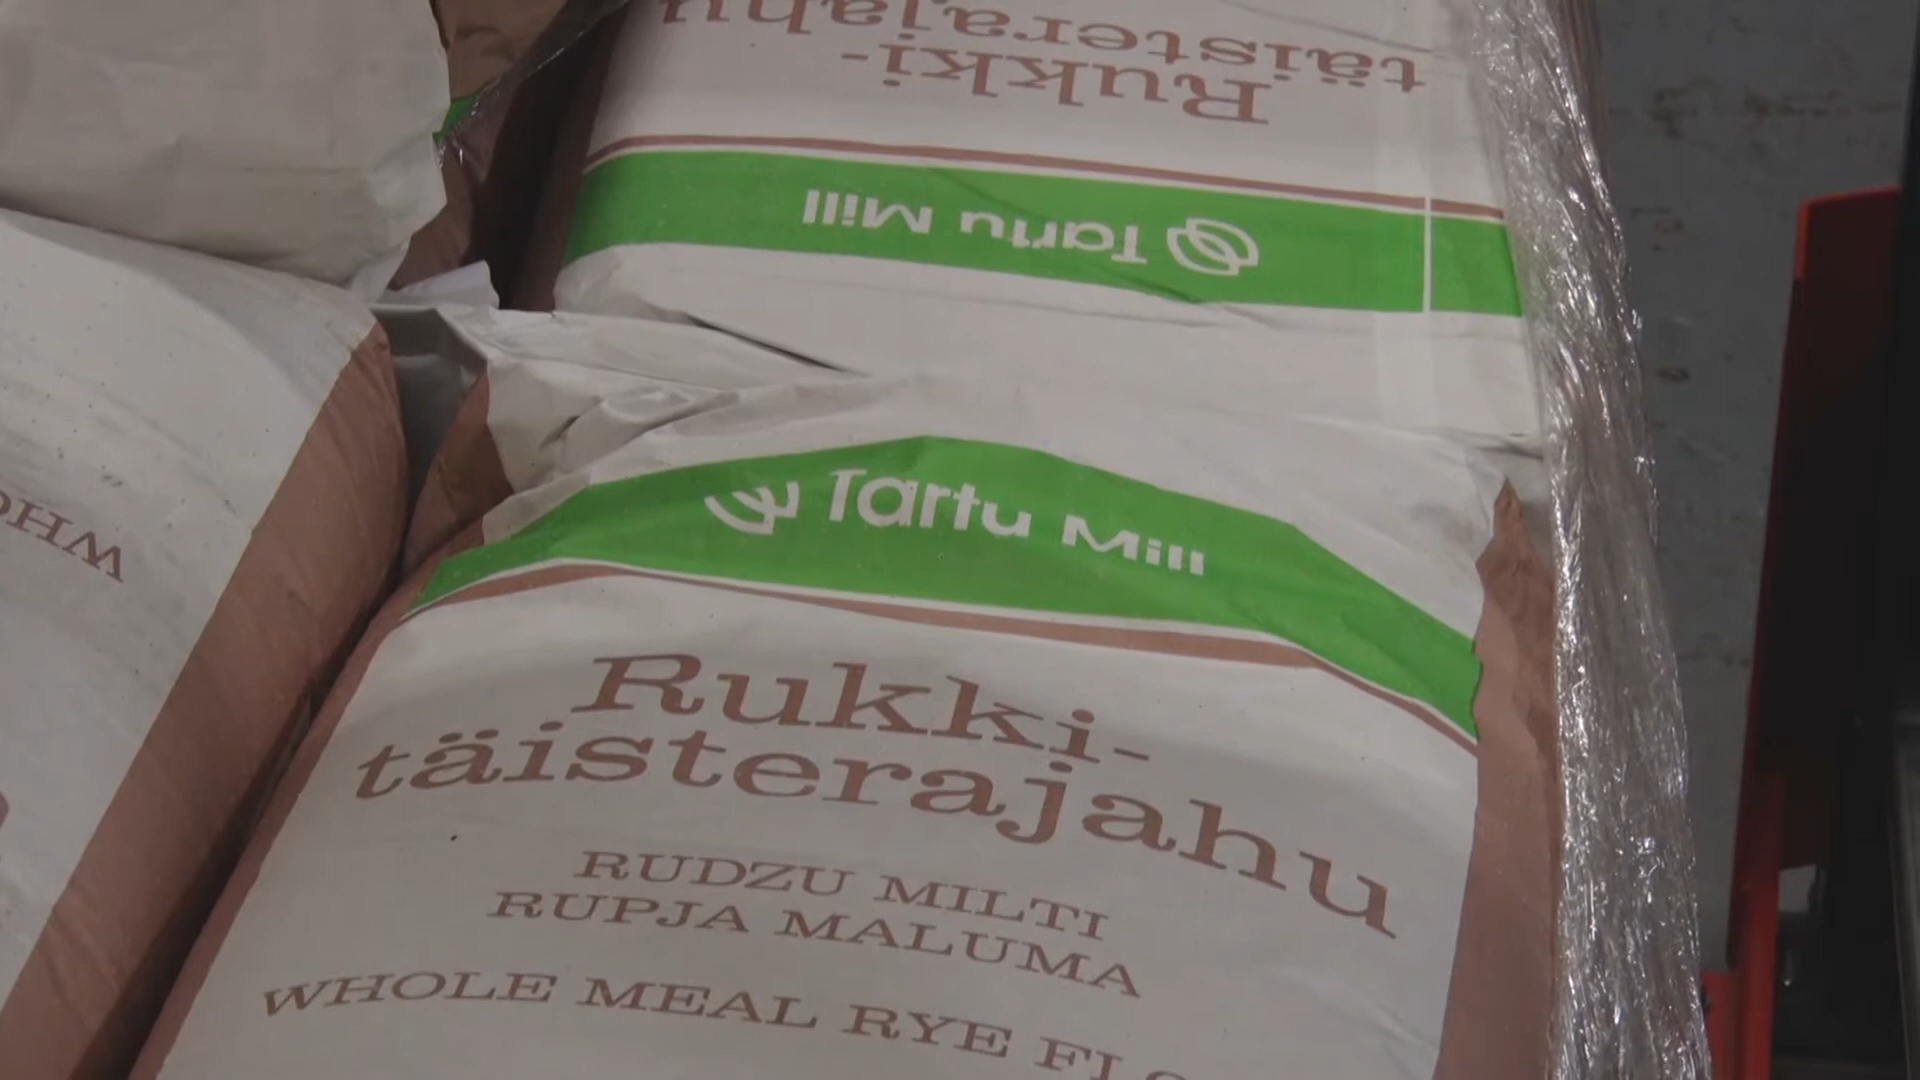 täisterajahu
Rukki-
Tartu Mill
Tartu Mill
Rukki-
täisterajahu
RUDZU MILTI
RUPJA MALUMA
WHOLE MEAL RYE